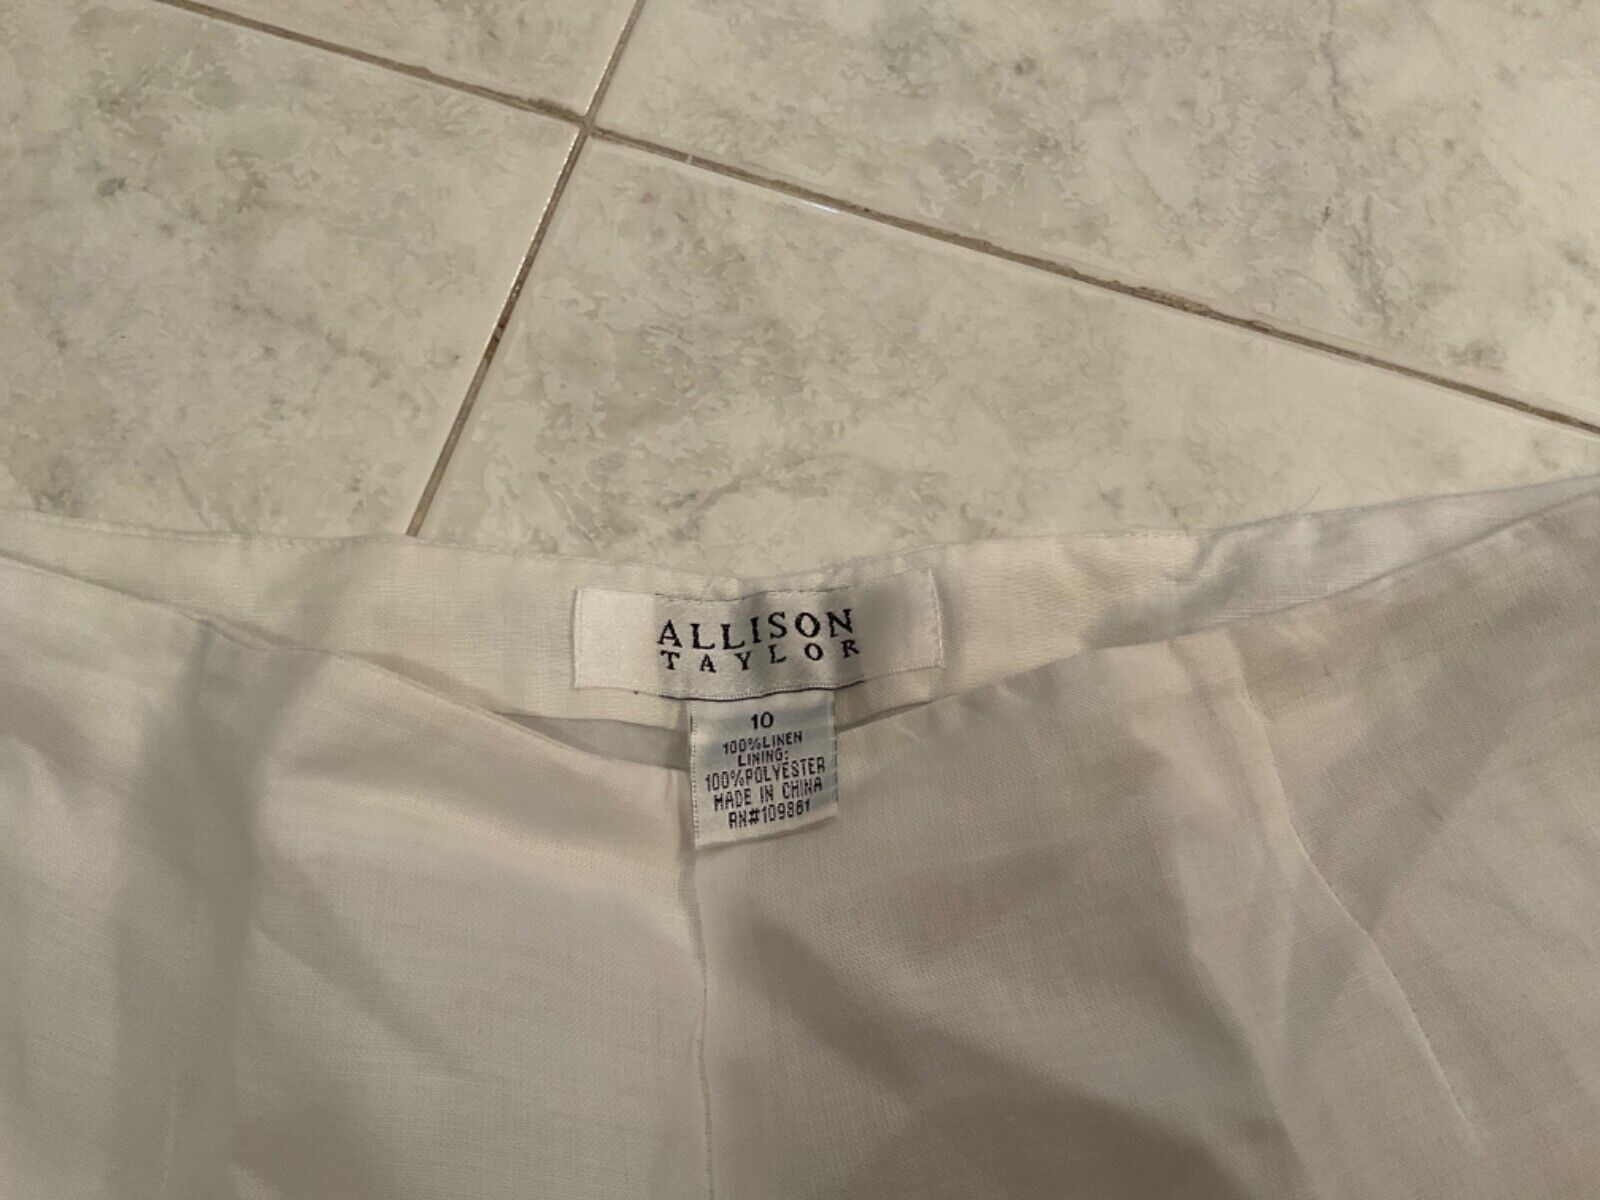 ALLISON
TAYLOR
10
100%LINEN
LINING:
100%POLYESTER
MADE IN CHINA
RN#109861